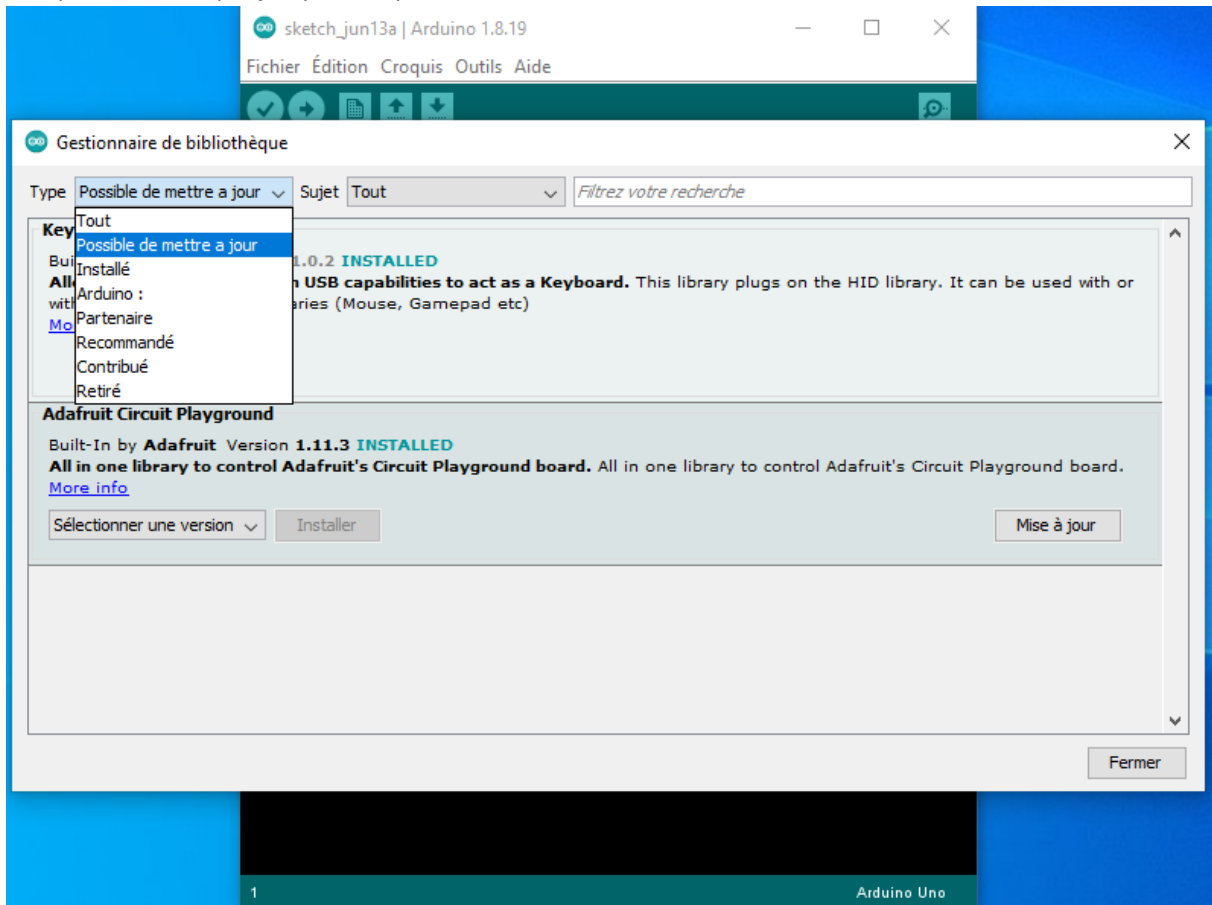 sketch_jun13a | Arduino 1.8.19
Fichier Édition Croquis Outils Aide
Gestionnaire de bibliothèque
Type Possible de mettre a jour Sujet Tout Filtrez votre recherche
Tout
Possible de mettre a jour
Installé
Arduino :
Partenaire
Recommandé
Contribué
Retiré
Key
Bui 1.0.2 INSTALLED
All n USB capabilities to act as a Keyboard. This library plugs on the HID library. It can be used with or
with aries (Mouse, Gamepad etc)
Mo
Adafruit Circuit Playground
Built-In by Adafruit Version 1.11.3 INSTALLED
All in one library to control Adafruit's Circuit Playground board. All in one library to control Adafruit's Circuit Playground board.
More info
Sélectionner une version Installer Mise à jour
Fermer
1 Arduino Uno